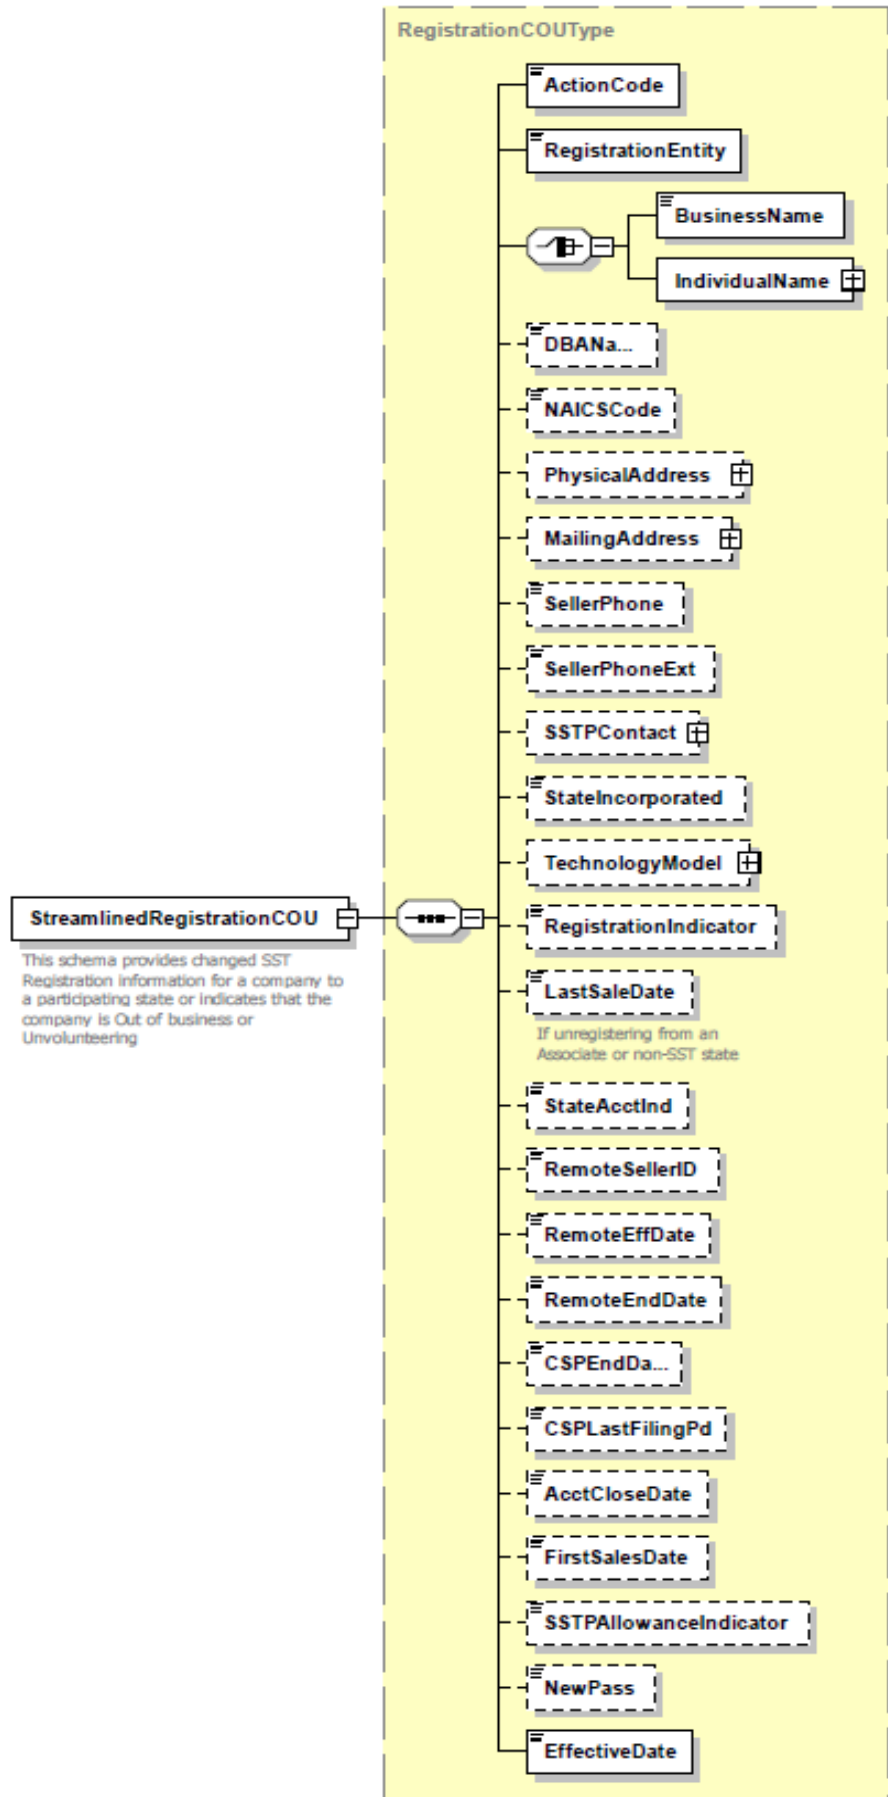 RegistrationCOUType
ActionCode
RegistrationEntity
BusinessName
IndividualName
DBANa...
NAICSCode
PhysicalAddress
MailingAddress
SellerPhone
SellerPhoneExt
SSTPContact
StateIncorporated
TechnologyModel
StreamlinedRegistrationCOU
This schema provides changed SST
Registration information for a company to
a participating state or indicates that the
company is Out of business or
Unvolunteering
RegistrationIndicator
LastSaleDate
If unregistering from an
Associate or non-SST state
StateAcctInd
RemoteSellerID
RemoteEffDate
RemoteEndDate
CSPEndDa...
CSPLastFilingPd
AcctCloseDate
FirstSalesDate
SSTPAllowanceIndicator
NewPass
EffectiveDate